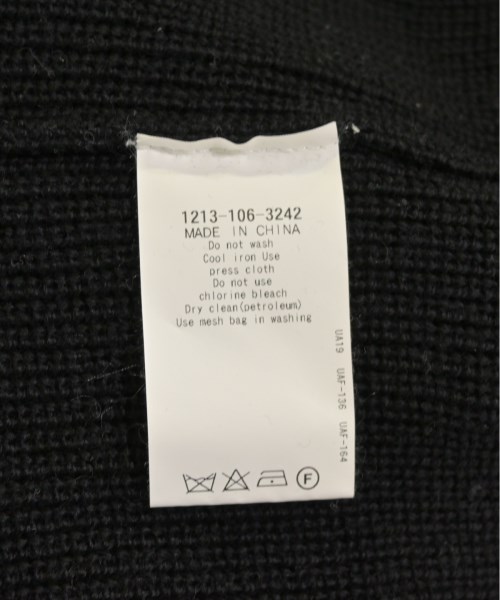 1213-106-3242
MADE IN CHINA
Do not wash
Cool iron Use
press cloth
Do not use
chlorine bleach
Dry clean(petroleum)
Use mesh bag in washing
UA19 UAF-136 UAF-164
F